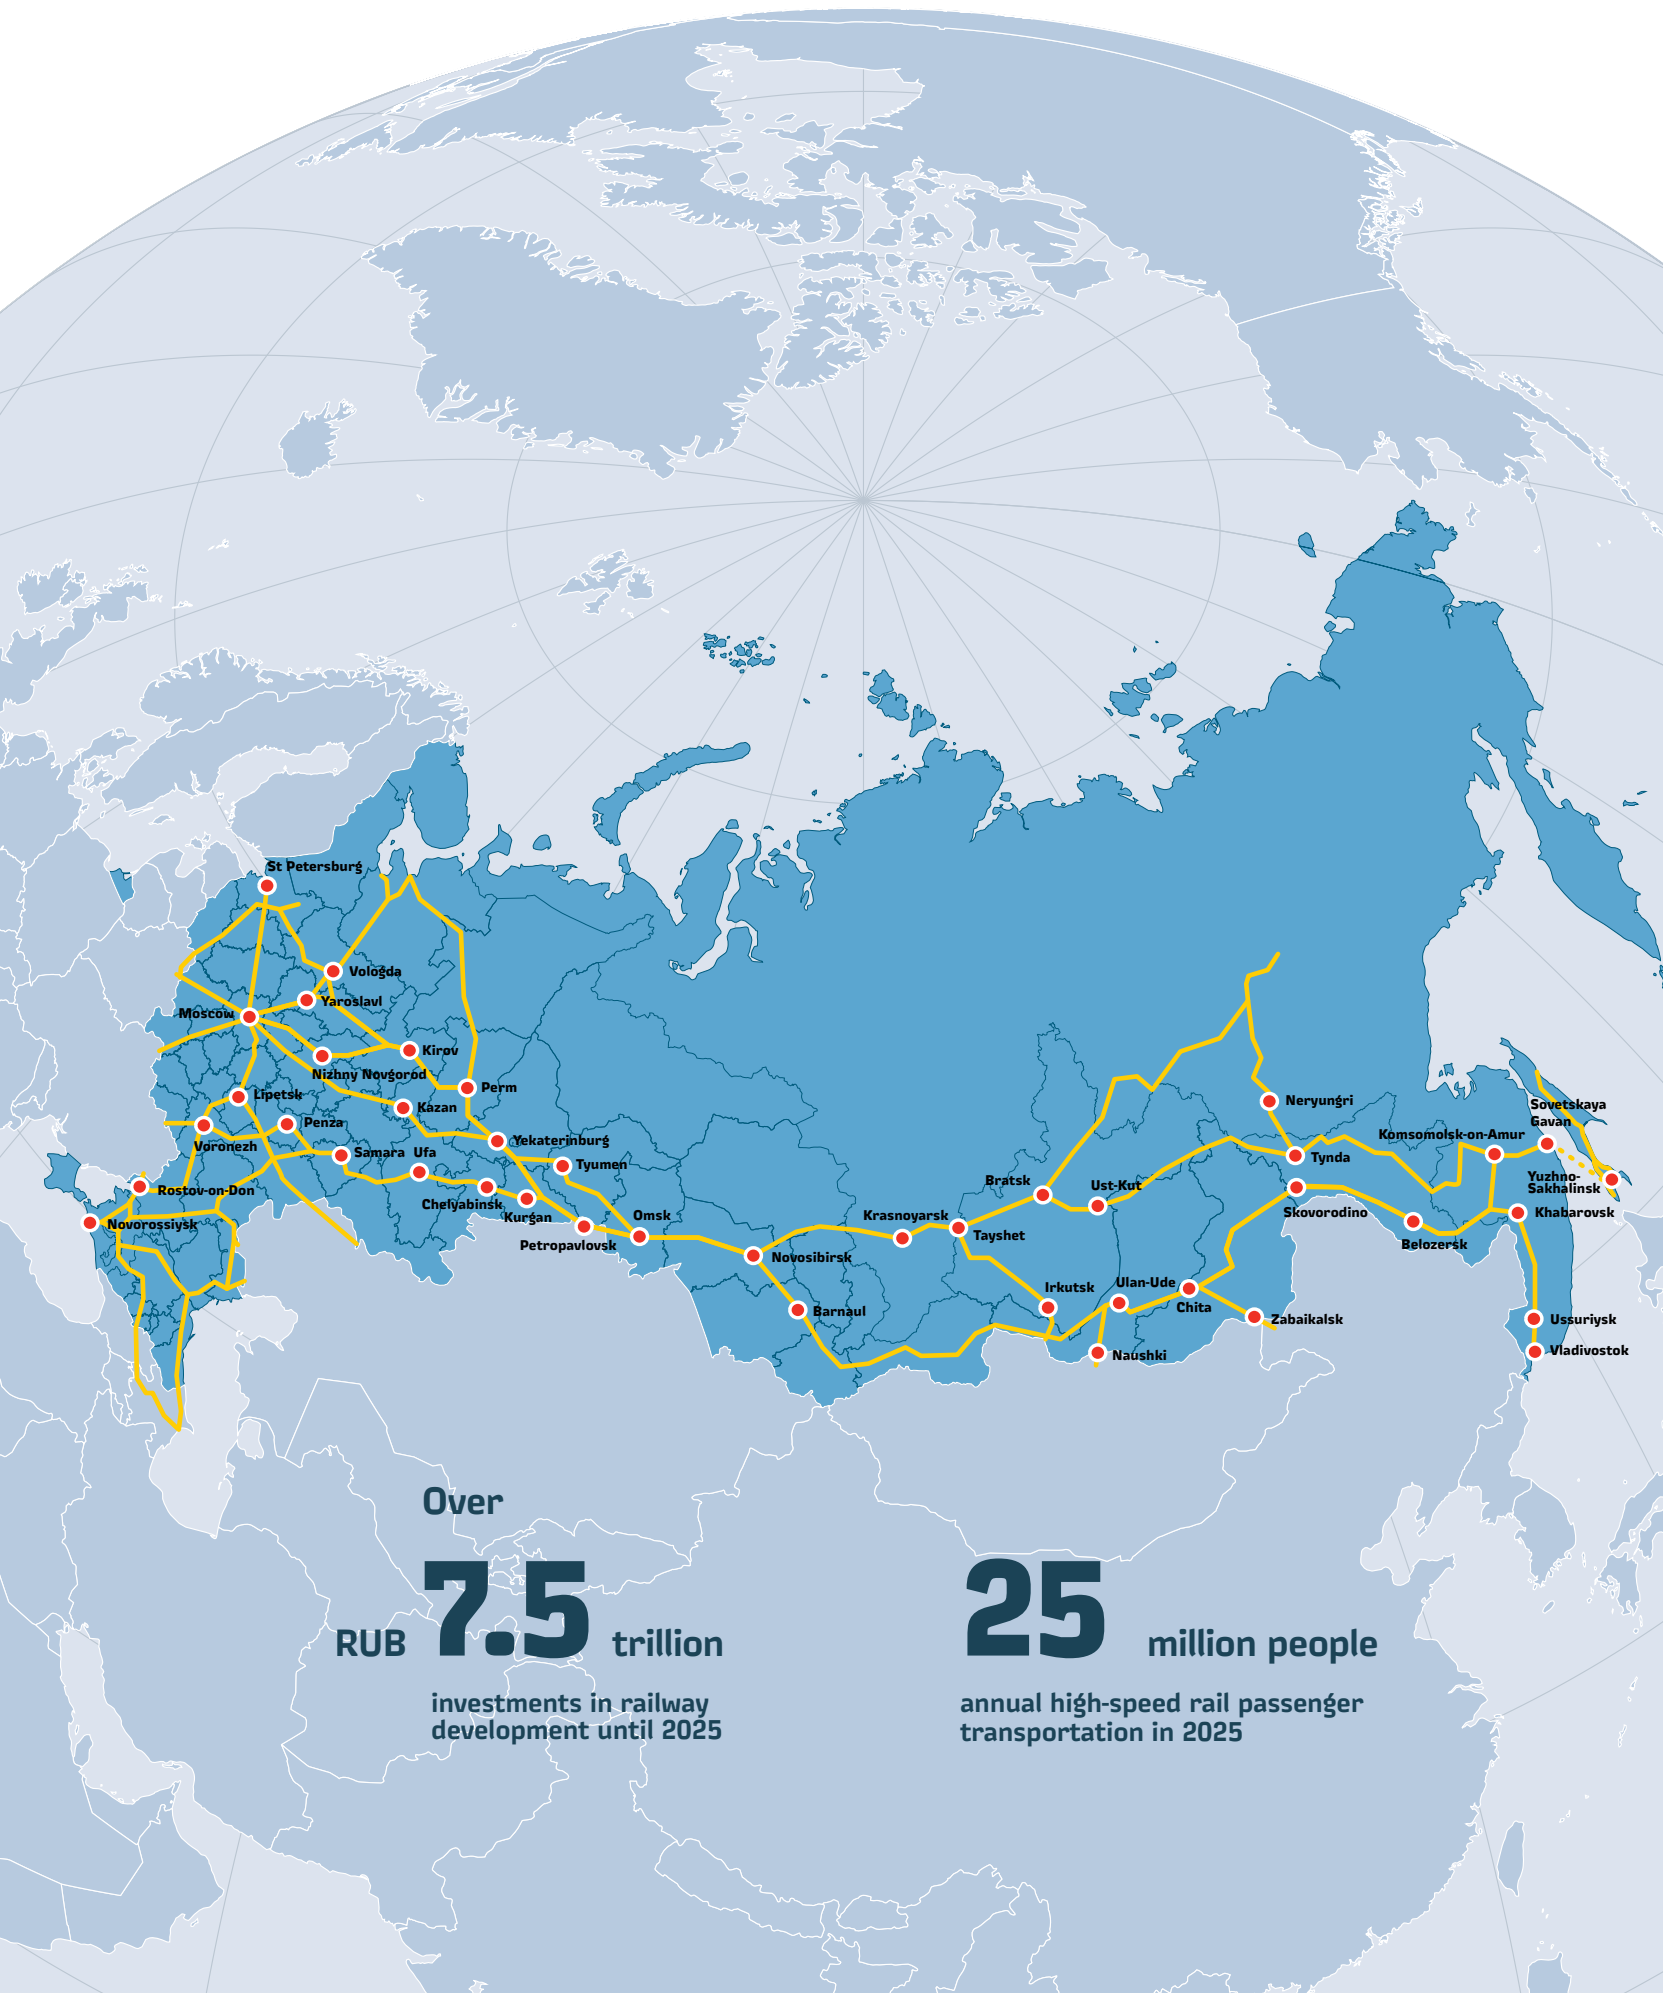 St Petersburg
Vologda
Yaroslavl
Moscow
Kirov
Nizhny Novgorod
Perm
Lipetsk
Kazan
Penza
Voronezh
Yekaterinburg
Samara
Ufa
Tyumen
Rostov-on-Don
Chelyabinsk
Kurgan
Novorossiysk
Petropavlovsk
Omsk
Novosibirsk
Barnaul
Krasnoyarsk
Tayshet
Bratsk
Ust-Kut
Irkutsk
Ulan-Ude
Chita
Naushki
Zabaikalsk
Neryungri
Tynda
Skovorodino
Belozersk
Komsomolsk-on-Amur
Sovetskaya
Gavan
Yuzhno-
Sakhalinsk
Khabarovsk
Ussuriysk
Vladivostok
Over
RUB 7.5 trillion
investments in railway
development until 2025
25 million people
annual high-speed rail passenger
transportation in 2025